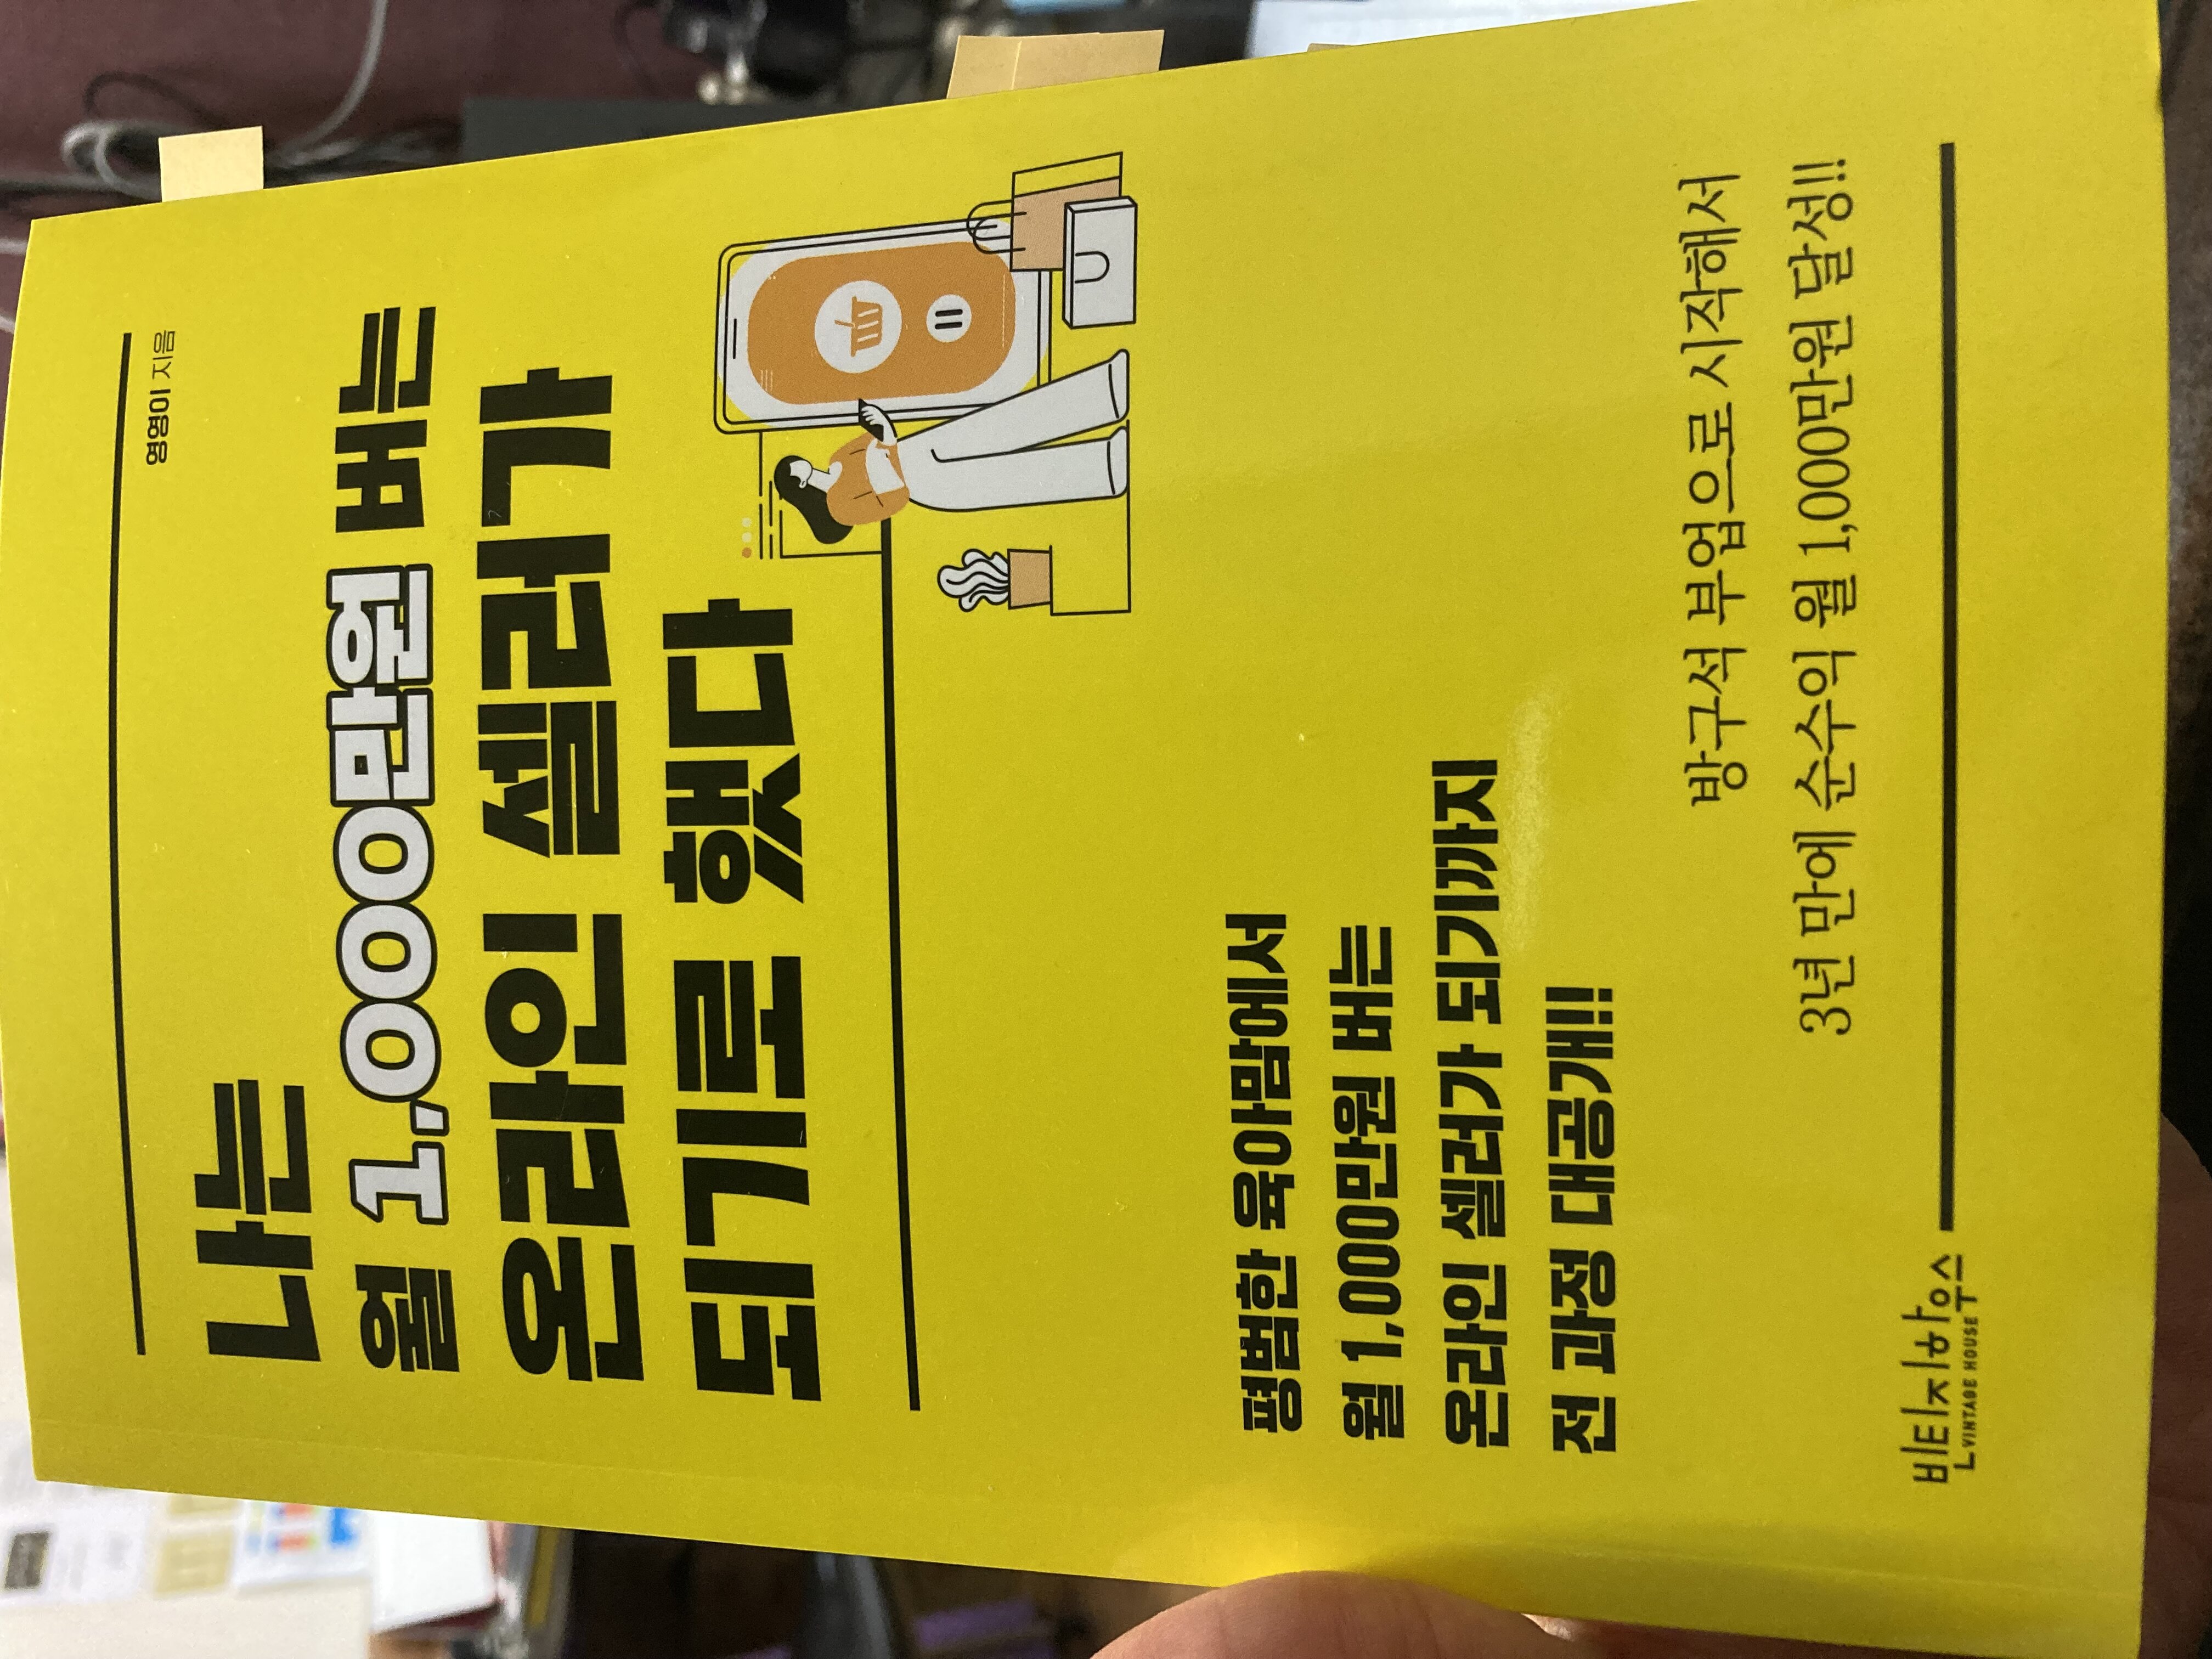 영영이 지음
나는
월 1,000만원 버는
온라인 셀러가
되기로 했다
평범한 육아맘에서
월 1,000만원 버는
온라인 셀러가 되기까지
전 과정 대공개!!
방구석 부업으로 시작해서
3년 만에 순수익 월 1,000만원 달성!!
빈티지하우스
VINTAGE HOUSE